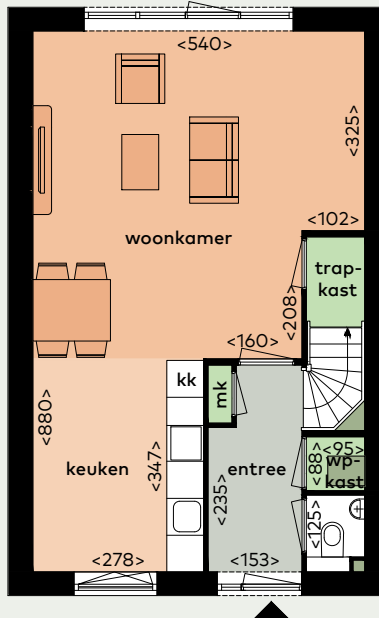 <540>
<325>
<102>
woonkamer
trap-
kast
<208>
<160>
kk
mk
<880>
keuken
<347>
entree
<235>
<88>
<95>
wp-
kast
<125>
<278>
<153>